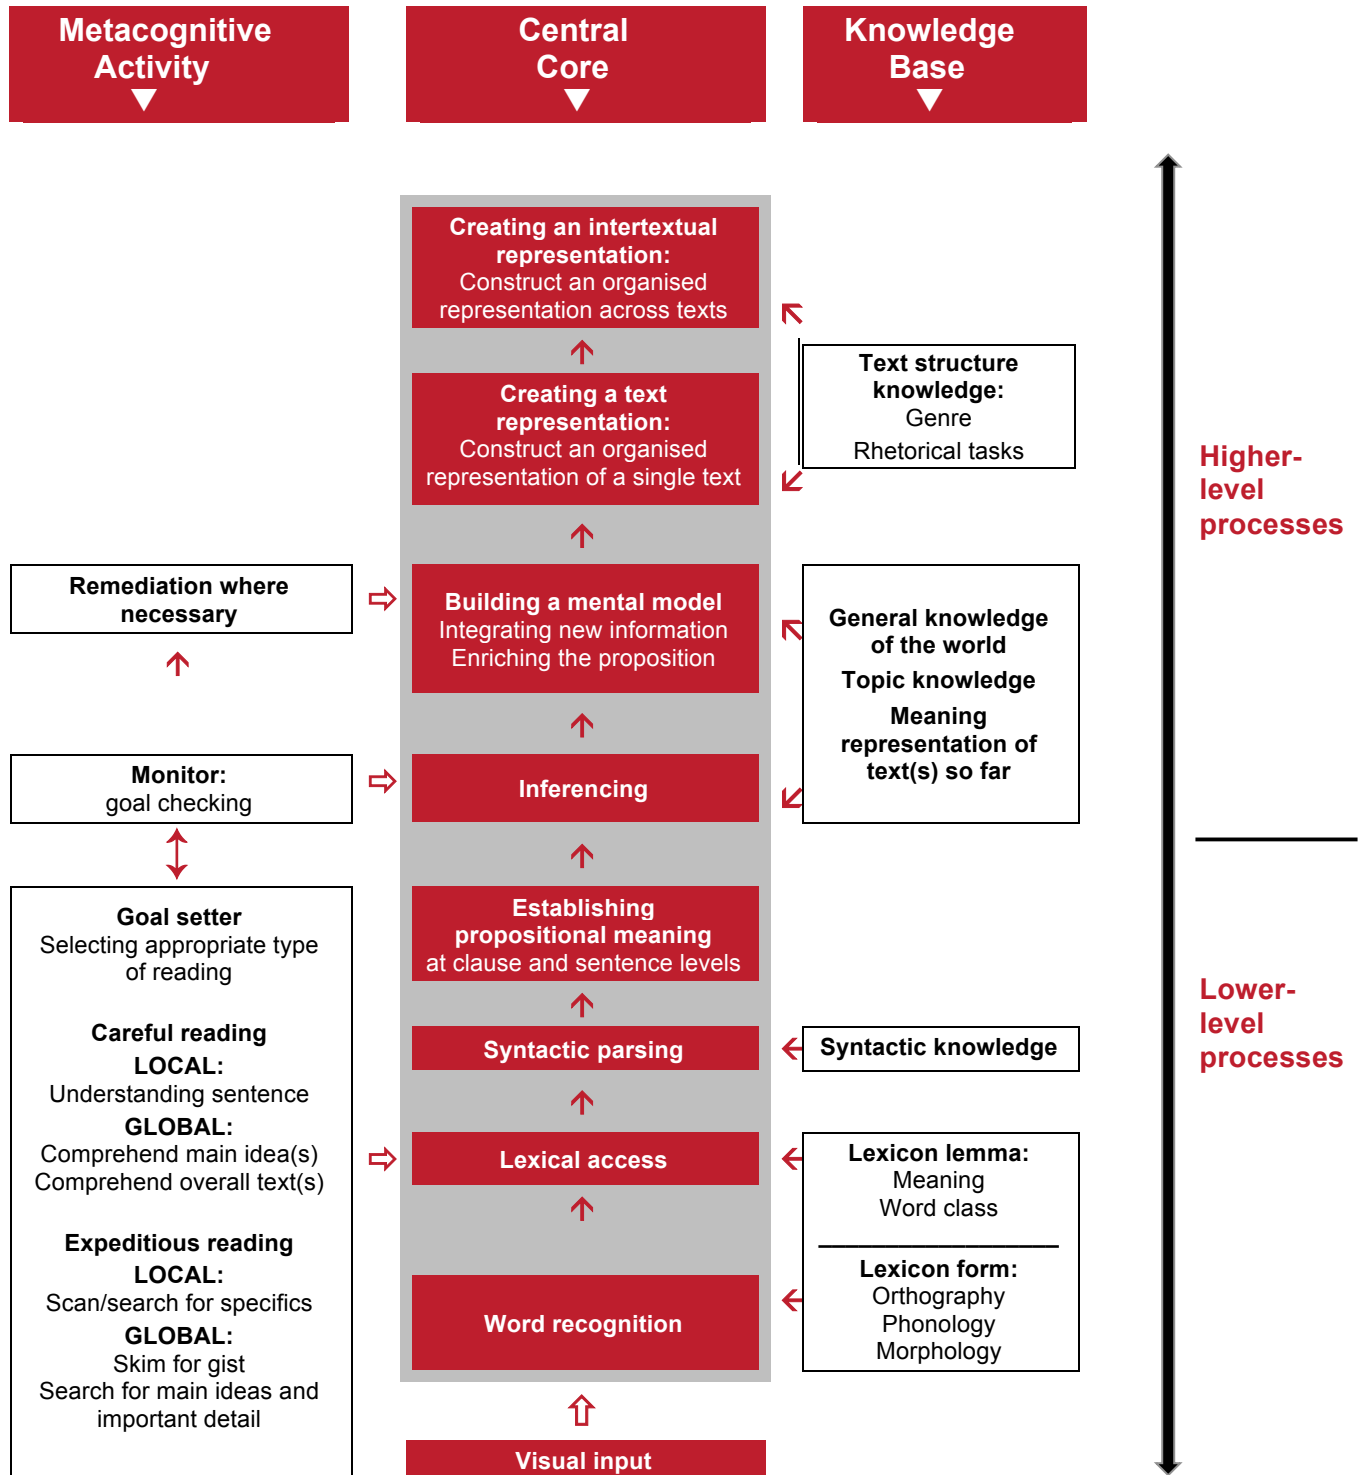 Metacognitive
Activity
Central
Core
Knowledge
Base
Creating an intertextual
representation:
Construct an organised
representation across texts
Creating a text
representation:
Construct an organised
representation of a single text
Text structure
knowledge:
Genre
Rhetorical tasks
Higher-
level
processes
Remediation where
necessary
Building a mental model
Integrating new information
Enriching the proposition
General knowledge
of the world
Topic knowledge
Meaning
representation of
text(s) so far
Monitor:
goal checking
Inferencing
Goal setter
Selecting appropriate type
of reading
Careful reading
LOCAL:
Understanding sentence
GLOBAL:
Comprehend main idea(s)
Comprehend overall text(s)
Expeditious reading
LOCAL:
Scan/search for specifics
GLOBAL:
Skim for gist
Search for main ideas and
important detail
Establishing
propositional meaning
at clause and sentence levels
Syntactic parsing
Syntactic knowledge
Lower-
level
processes
Lexical access
Lexicon lemma:
Meaning
Word class
Word recognition
Lexicon form:
Orthography
Phonology
Morphology
Visual input